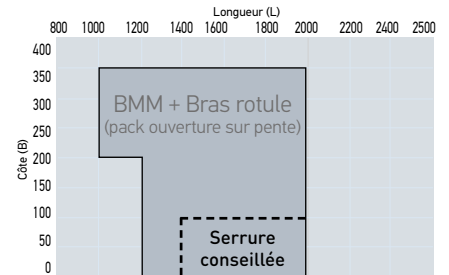 Longueur (L)
800 1000 1200 1400 1600 1800 2000 2200 2400 2500
400
350
300
250
200
150
100
50
0
Côte (B)
BMM + Bras rotule
(pack ouverture sur pente)
Serrure
conseillée